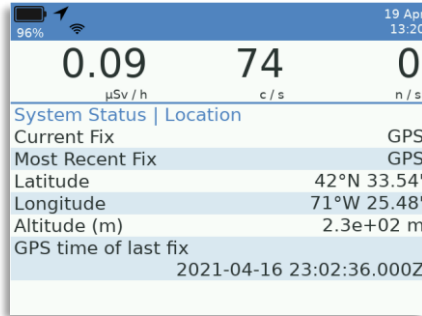 96%
19 Apr
13:20
0.09 74 0
µSv / h c / s n / s
System Status | Location
Current Fix GPS
Most Recent Fix GPS
Latitude 42°N 33.54'
Longitude 71°W 25.48'
Altitude (m) 2.3e+02 m
GPS time of last fix
2021-04-16 23:02:36.000Z